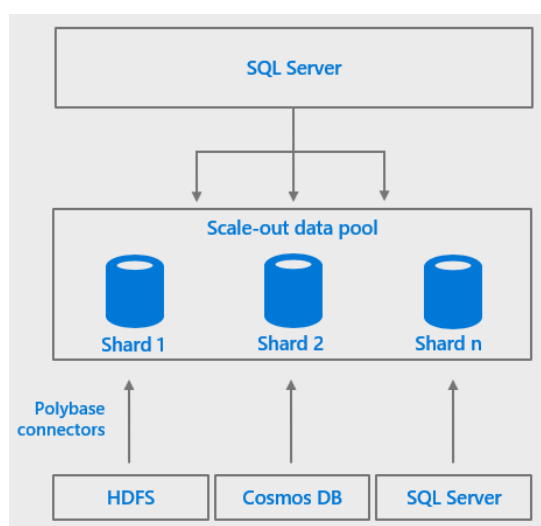 SQL Server
Scale-out data pool
Shard 1
Shard 2
Shard n
Polybase
connectors
HDFS
Cosmos DB
SQL Server